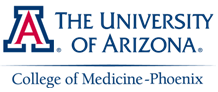 A THE UNIVERSITY
OF ARIZONA®
College of Medicine-Phoenix